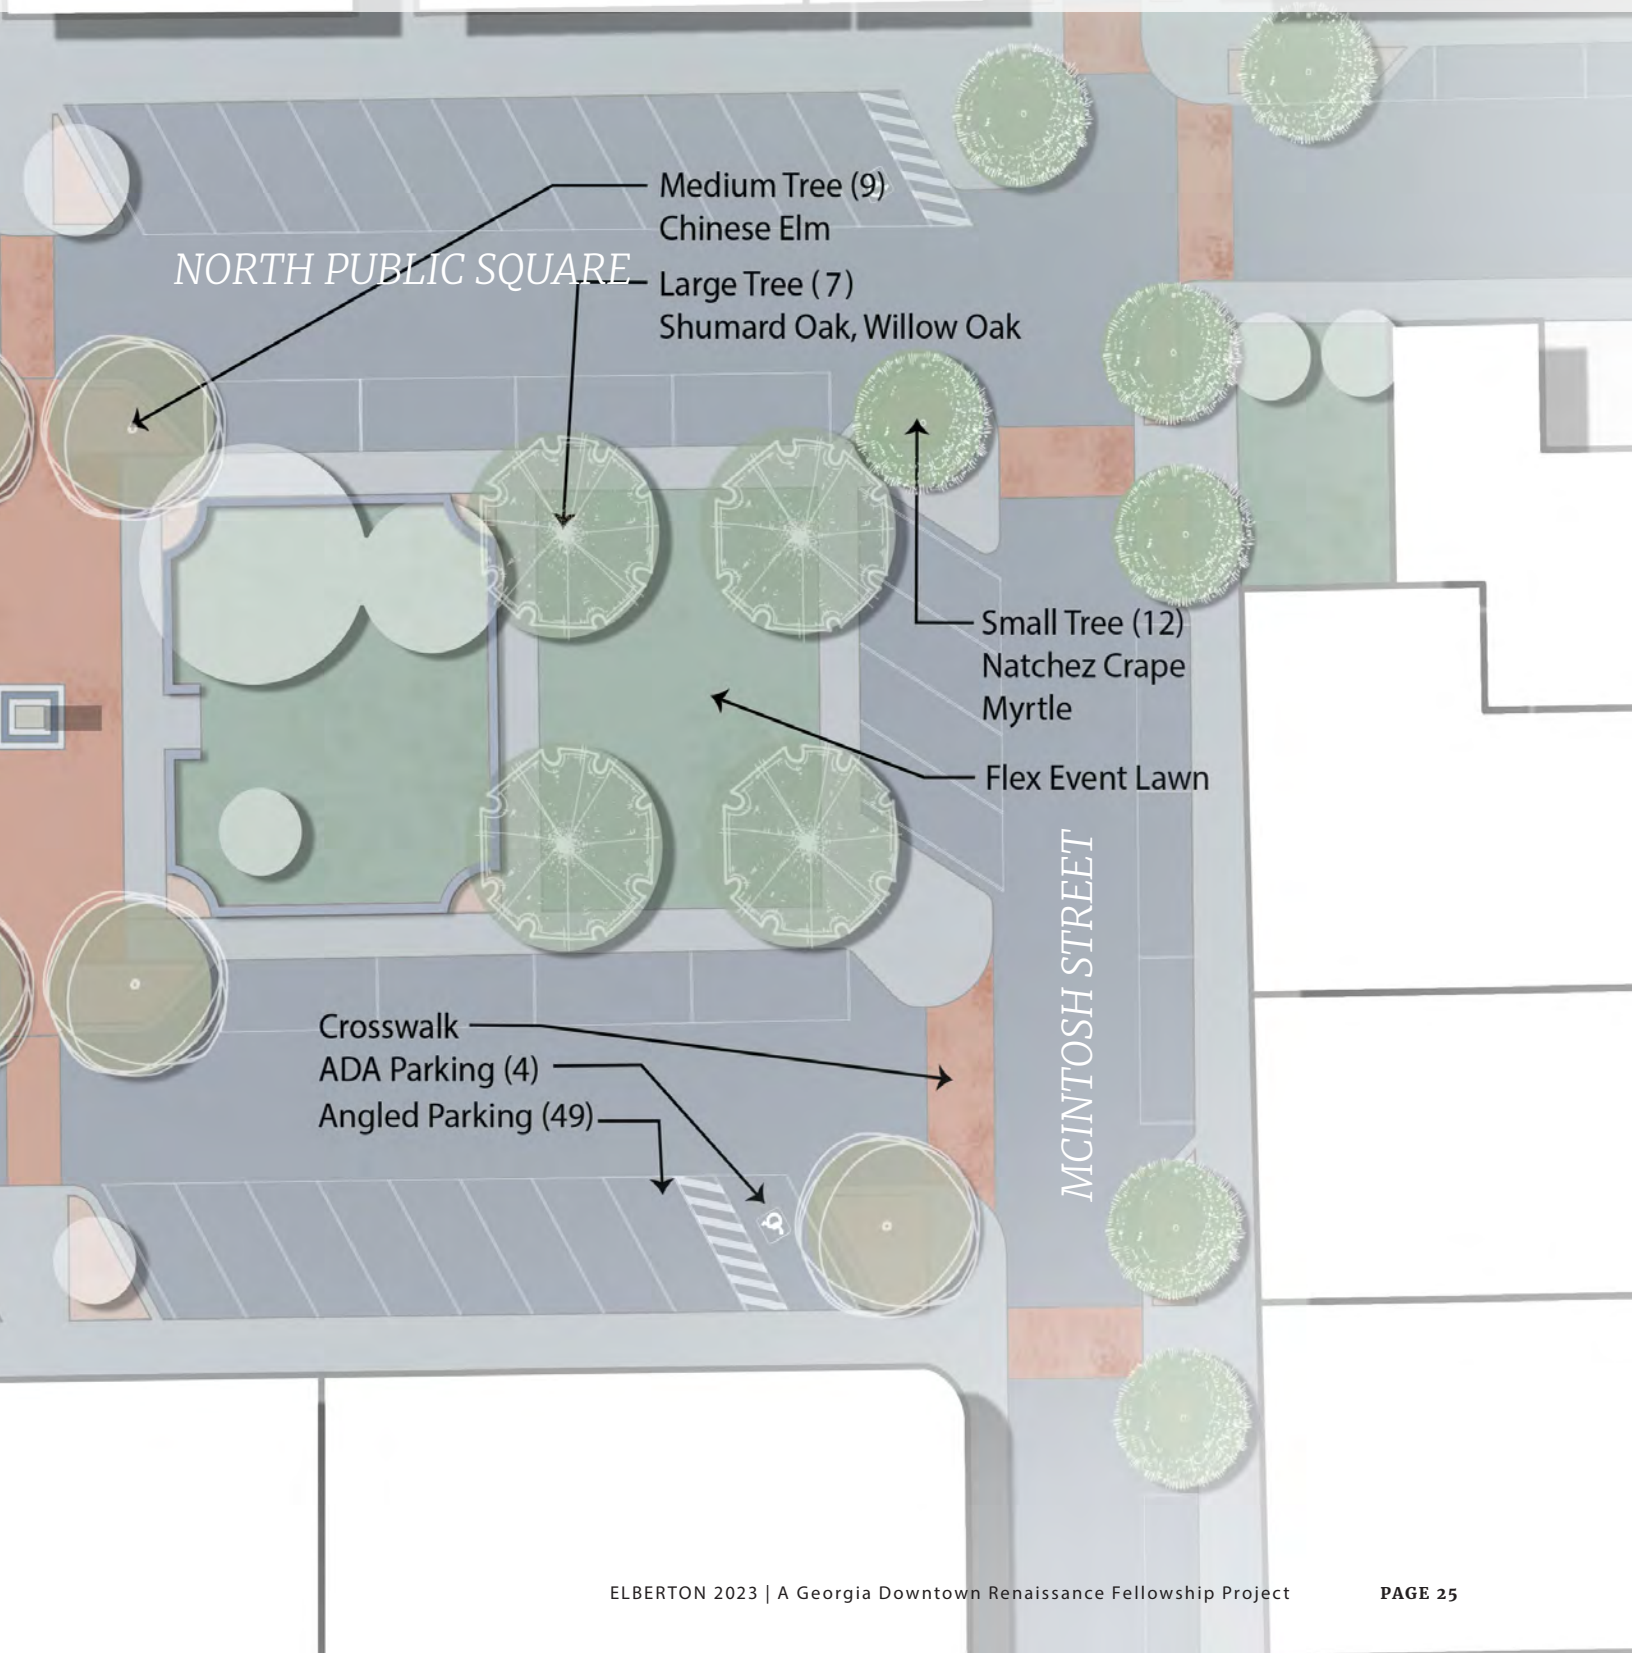 Medium Tree (9)
Chinese Elm
NORTH PUBLIC SQUARE
Large Tree (7)
Shumard Oak, Willow Oak
Small Tree (12)
Natchez Crape
Myrtle
Flex Event Lawn
MCINTOSH STREET
Crosswalk
ADA Parking (4)
Angled Parking (49)
ELBERTON 2023 | A Georgia Downtown Renaissance Fellowship Project
PAGE 25